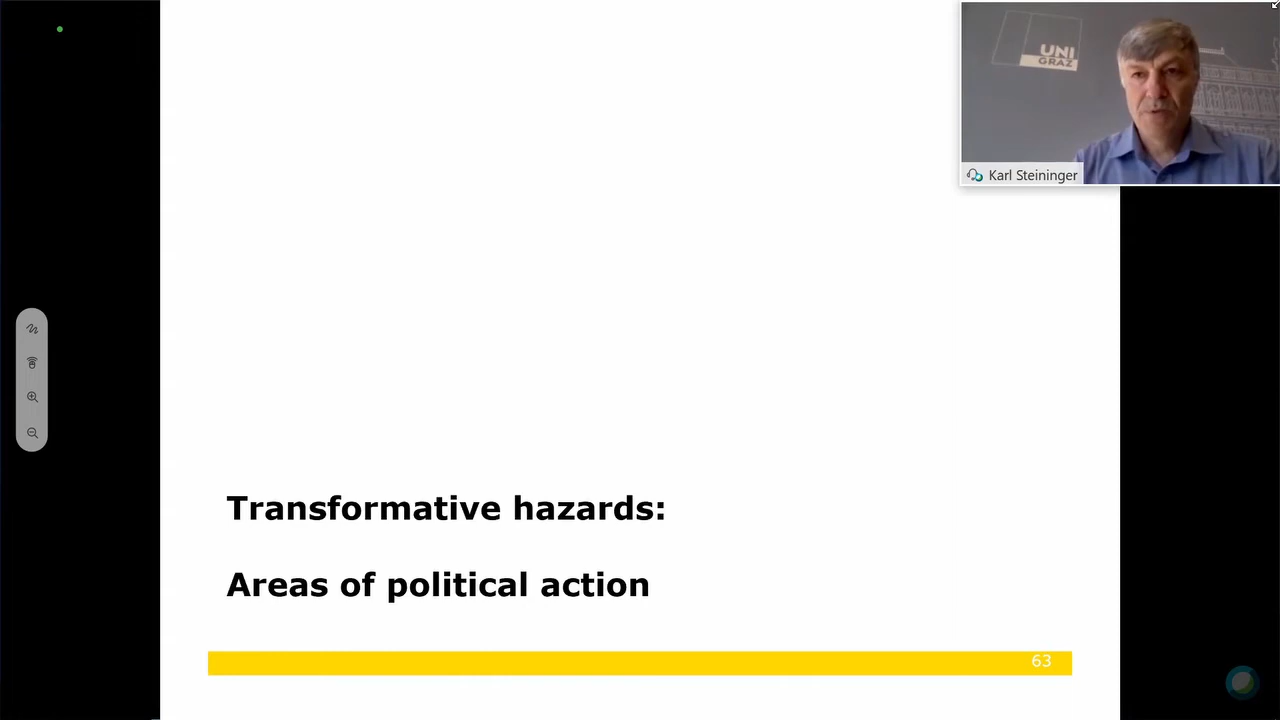 UNI
GRAZ
Karl Steininger
Transformative hazards:
Areas of political action
63